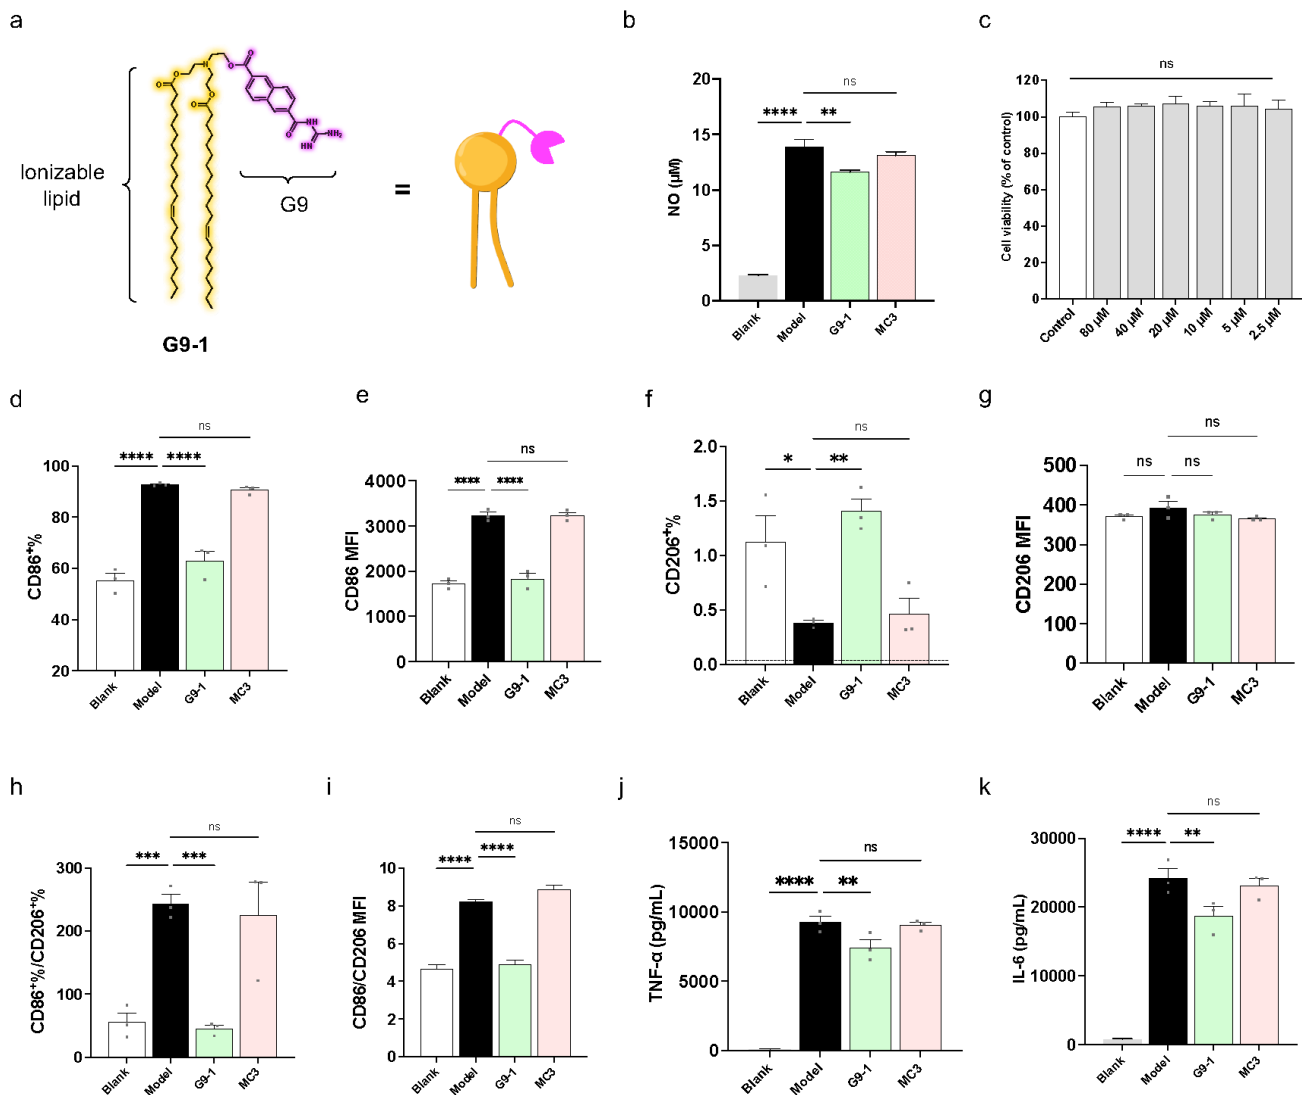 a
O
O
N
O
O
O
O
O
NH
NH₂
NH
Ionizable
lipid
G9
=
G9-1
b
NO (μM)
20
15
10
5
0
ns
**** **
Blank Model G9-1 MC3
c
Cell viability (% of control)
120
100
80
60
40
20
0
ns
Control 80 μM 40 μM 20 μM 10 μM 5 μM 2.5 μM
d
CD86⁺%
100
80
60
40
20
ns
**** ****
Blank Model G9-1 MC3
e
CD86 MFI
4000
3000
2000
1000
0
ns
**** ****
Blank Model G9-1 MC3
f
CD206⁺%
2.0
1.5
1.0
0.5
0.0
ns
* **
Blank Model G9-1 MC3
g
CD206 MFI
500
400
300
200
100
0
ns
ns ns
Blank Model G9-1 MC3
h
CD86⁺%/CD206⁺%
300
200
100
0
ns
*** ***
Blank Model G9-1 MC3
i
CD86/CD206 MFI
10
8
6
4
2
0
ns
**** ****
Blank Model G9-1 MC3
j
TNF-α (pg/mL)
15000
10000
5000
0
ns
**** **
Blank Model G9-1 MC3
k
IL-6 (pg/mL)
30000
20000
10000
0
ns
**** **
Blank Model G9-1 MC3